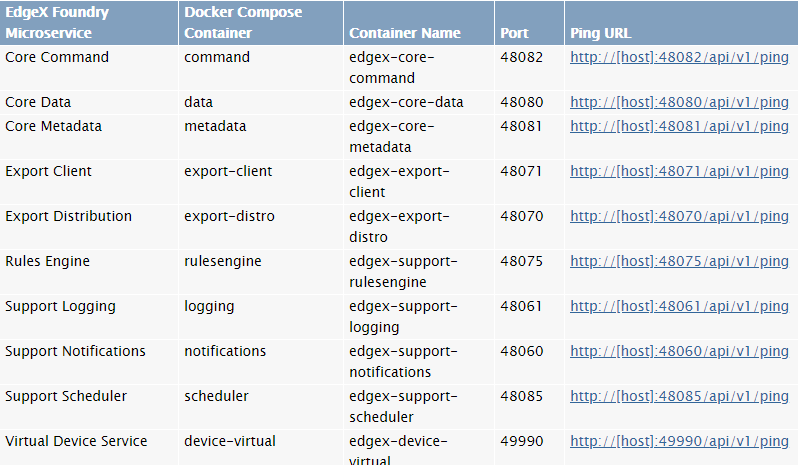 EdgeX Foundry Microservice Docker Compose Container Container Name Port Ping URL
Core Command command edgex-core-command 48082 http://[host]:48082/api/v1/ping
Core Data data edgex-core-data 48080 http://[host]:48080/api/v1/ping
Core Metadata metadata edgex-core-metadata 48081 http://[host]:48081/api/v1/ping
Export Client export-client edgex-export-client 48071 http://[host]:48071/api/v1/ping
Export Distribution export-distro edgex-export-distro 48070 http://[host]:48070/api/v1/ping
Rules Engine rulesengine edgex-support-rulesengine 48075 http://[host]:48075/api/v1/ping
Support Logging logging edgex-support-logging 48061 http://[host]:48061/api/v1/ping
Support Notifications notifications edgex-support-notifications 48060 http://[host]:48060/api/v1/ping
Support Scheduler scheduler edgex-support-scheduler 48085 http://[host]:48085/api/v1/ping
Virtual Device Service device-virtual edgex-device-virtual 49990 http://[host]:49990/api/v1/ping